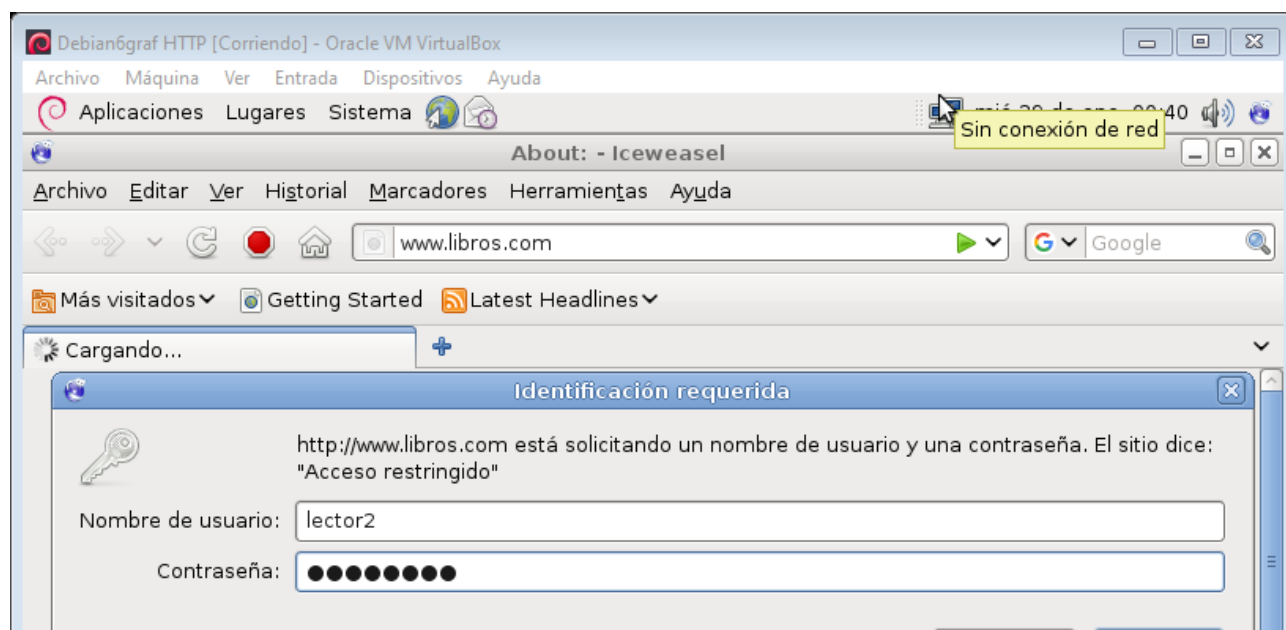 Debian6graf HTTP [Corriendo] - Oracle VM VirtualBox
Archivo Máquina Ver Entrada Dispositivos Ayuda
Aplicaciones Lugares Sistema 40
Sin conexión de red
About: - Iceweasel
Archivo Editar Ver Historial Marcadores Herramientas Ayuda
www.libros.com G Google
Más visitados Getting Started Latest Headlines
Cargando...
Identificación requerida
http://www.libros.com está solicitando un nombre de usuario y una contraseña. El sitio dice:
"Acceso restringido"
Nombre de usuario: lector2
Contraseña: ●●●●●●●●